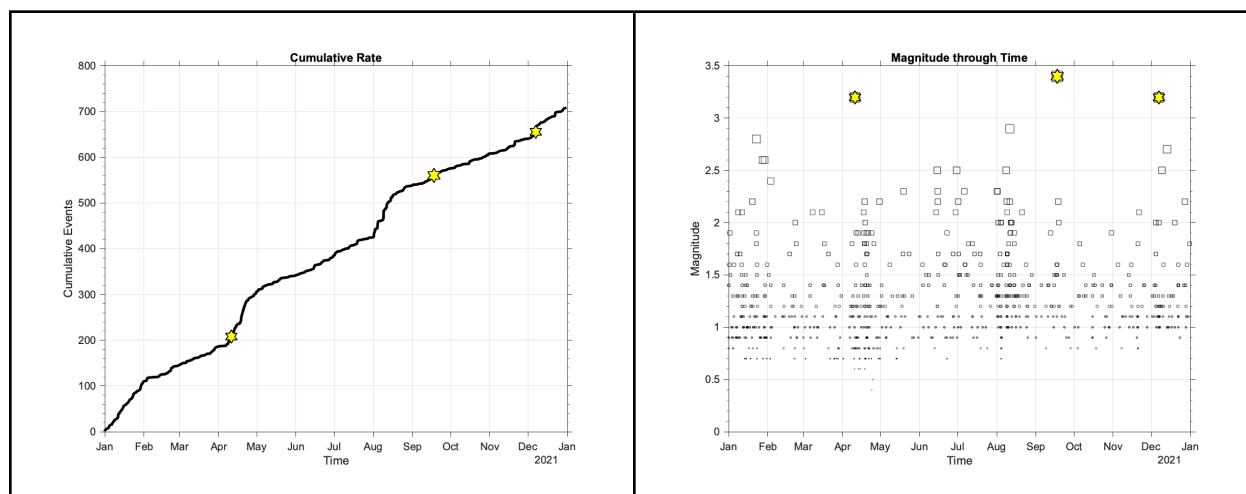 Cumulative Rate
800
700
600
500
400
300
200
100
0
Cumulative Events
Jan Feb Mar Apr May Jun Jul Aug Sep Oct Nov Dec Jan
Time
2021
Magnitude through Time
3.5
3
2.5
2
1.5
1
0.5
0
Magnitude
Jan Feb Mar Apr May Jun Jul Aug Sep Oct Nov Dec Jan
Time
2021